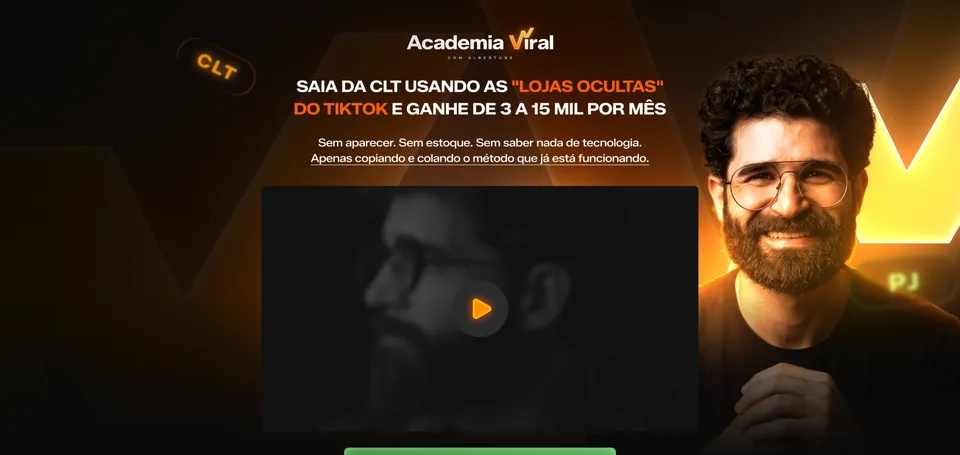 Academia Viral
COM ALBERTONE
CLT
SAIA DA CLT USANDO AS "LOJAS OCULTAS"
DO TIKTOK E GANHE DE 3 A 15 MIL POR MÊS
Sem aparecer. Sem estoque. Sem saber nada de tecnologia.
Apenas copiando e colando o método que já está funcionando.
PJ